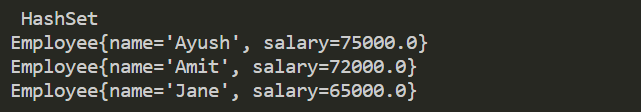 HashSet
Employee{name='Ayush', salary=75000.0}
Employee{name='Amit', salary=72000.0}
Employee{name='Jane', salary=65000.0}